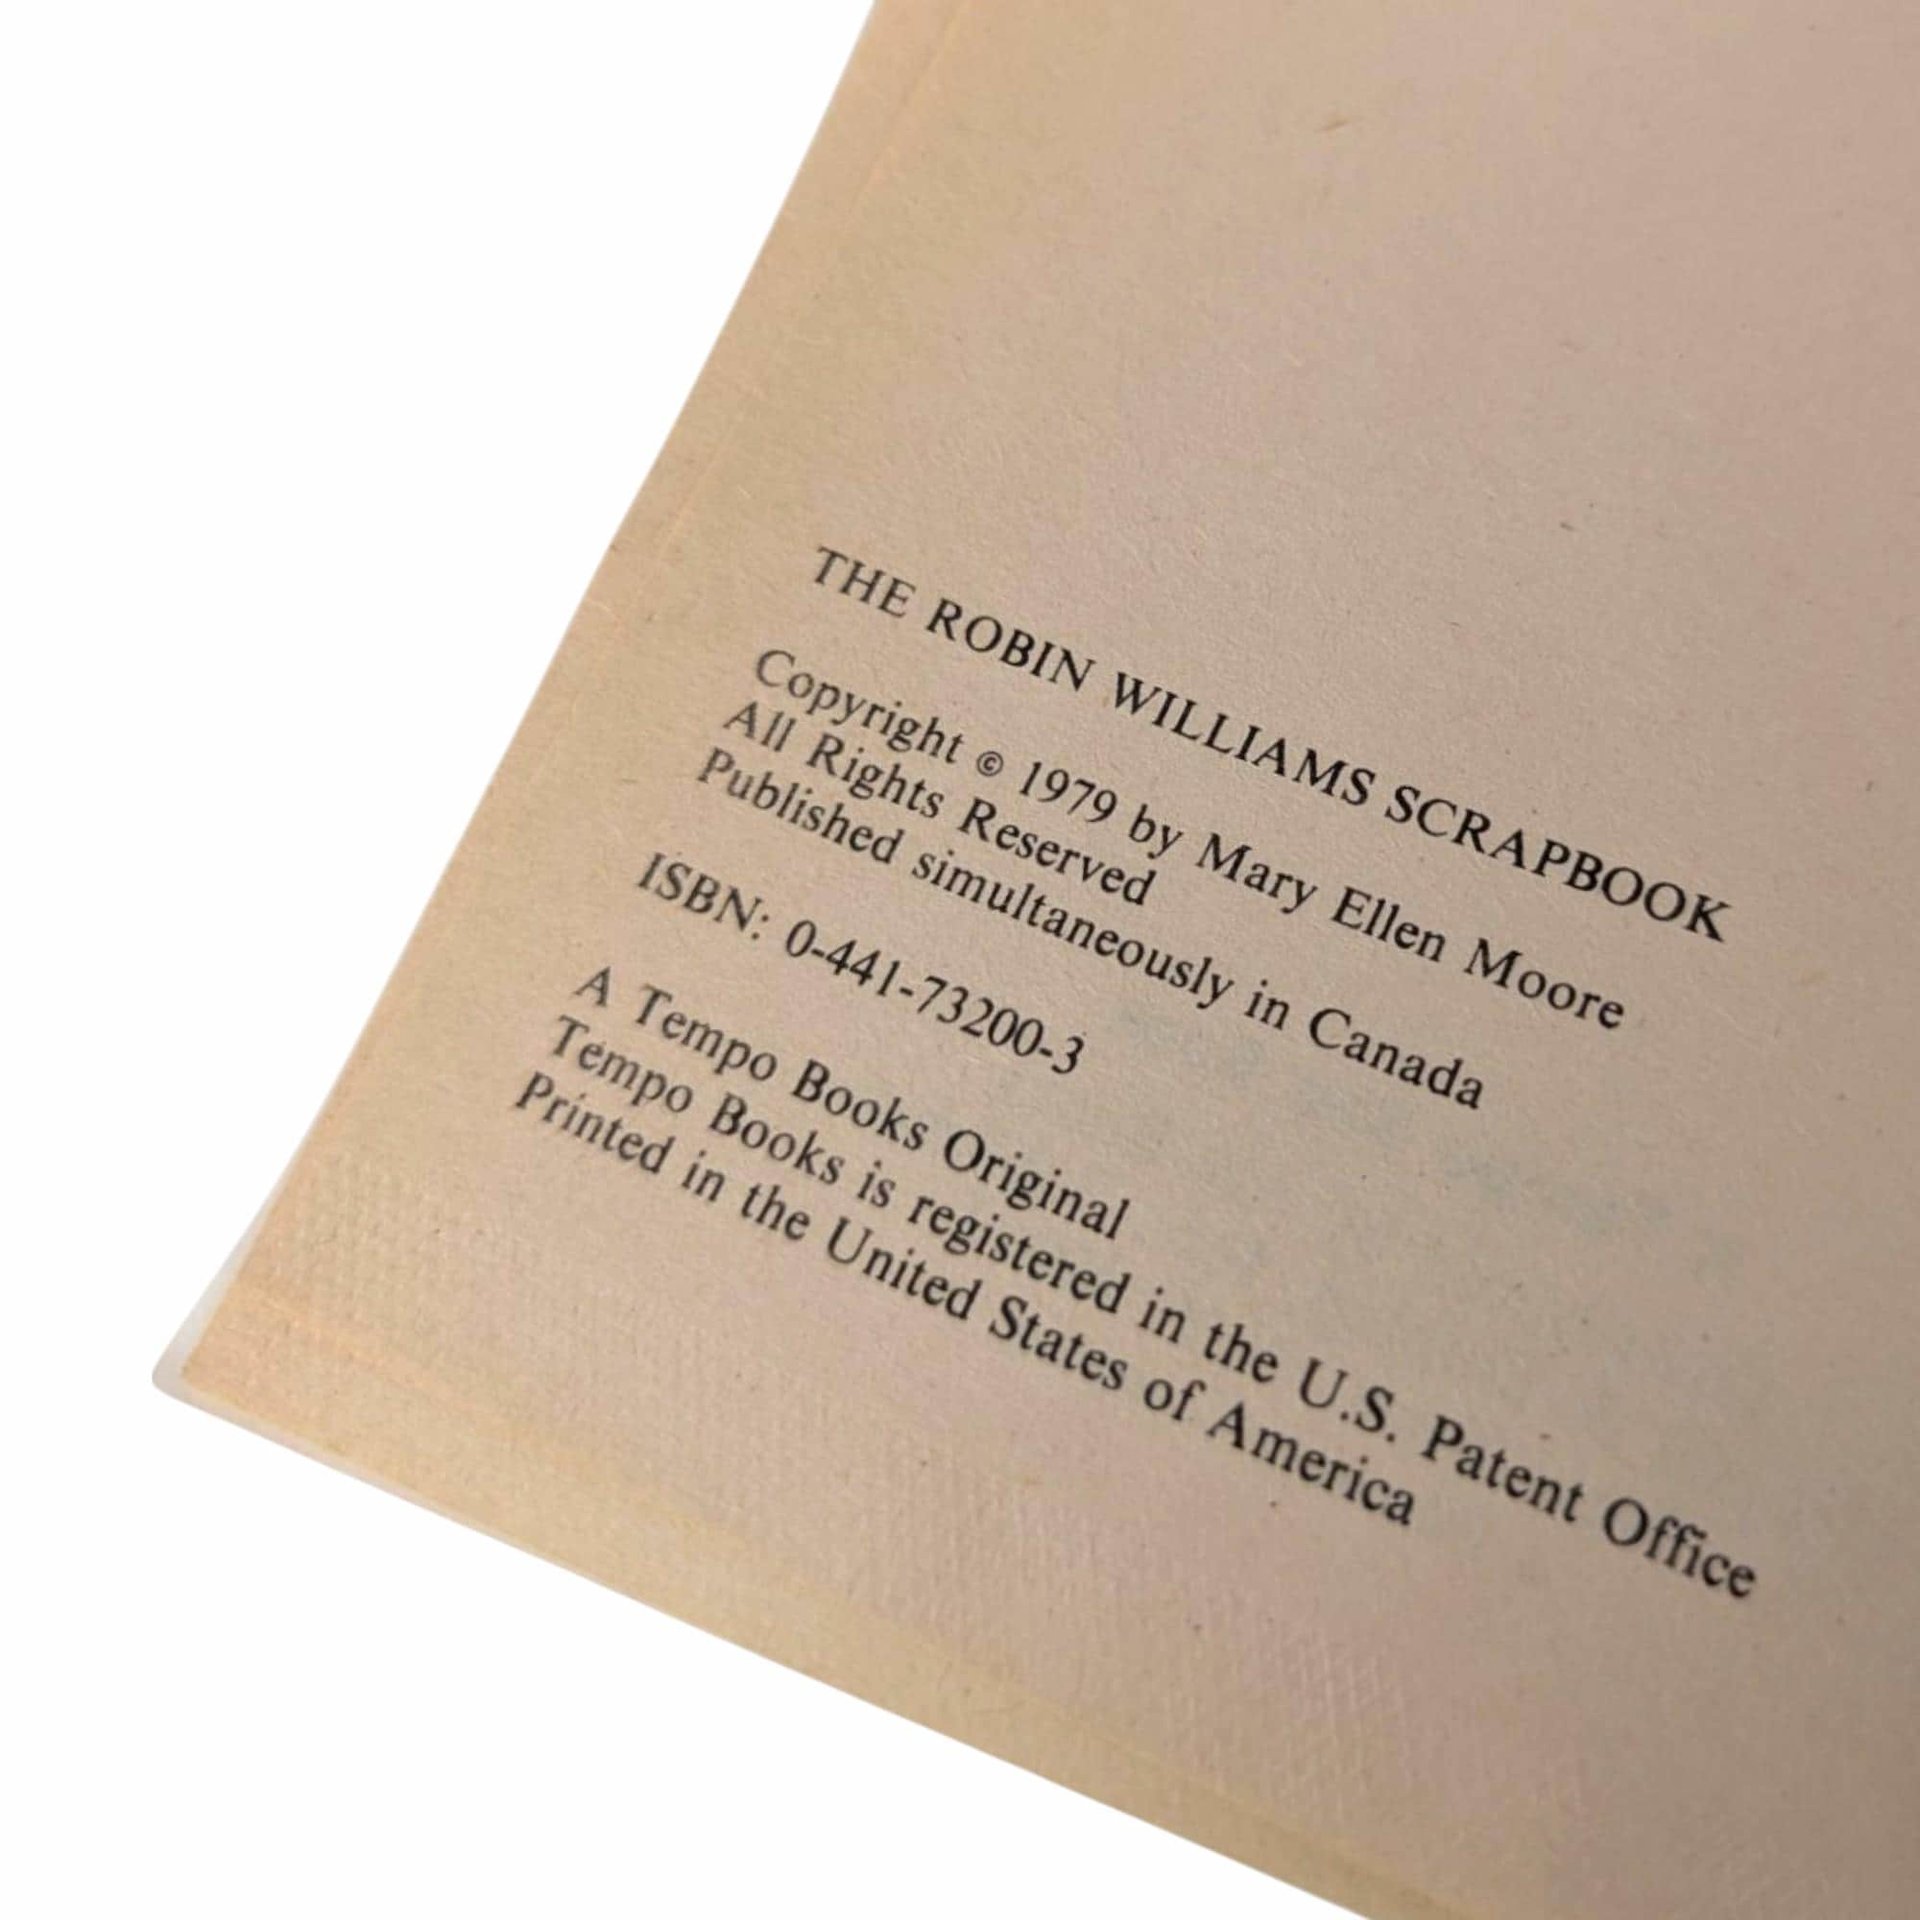 THE ROBIN WILLIAMS SCRAPBOOK
Copyright © 1979 by Mary Ellen Moore
All Rights Reserved
Published simultaneously in Canada
ISBN: 0-441-73200-3
A Tempo Books Original
Tempo Books is registered in the U.S. Patent Office
Printed in the United States of America